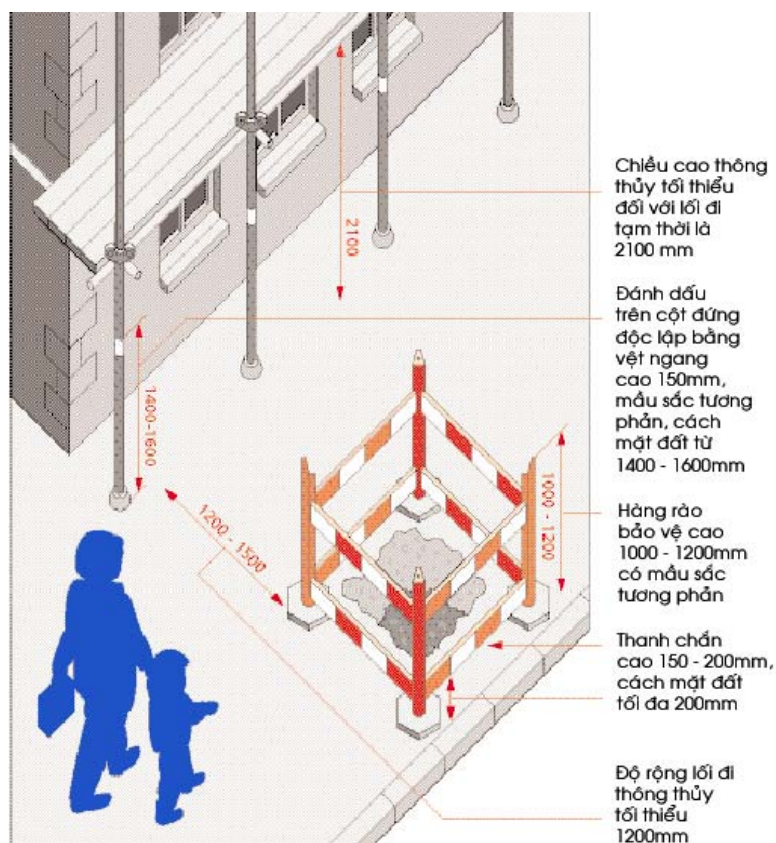 Chiều cao thông
thủy tối thiểu
đối với lối đi
tạm thời là
2100 mm
2100
Đánh dấu
trên cột đứng
độc lập bằng
vệt ngang
cao 150mm,
mầu sắc tương
phản, cách
mặt đất từ
1400 - 1600mm
1400-1600
1200 - 1500
1000 - 1200
Hàng rào
bảo vệ cao
1000 - 1200mm
có mầu sắc
tương phản
Thanh chắn
cao 150 - 200mm,
cách mặt đất
tối đa 200mm
Độ rộng lối đi
thông thủy
tối thiểu
1200mm